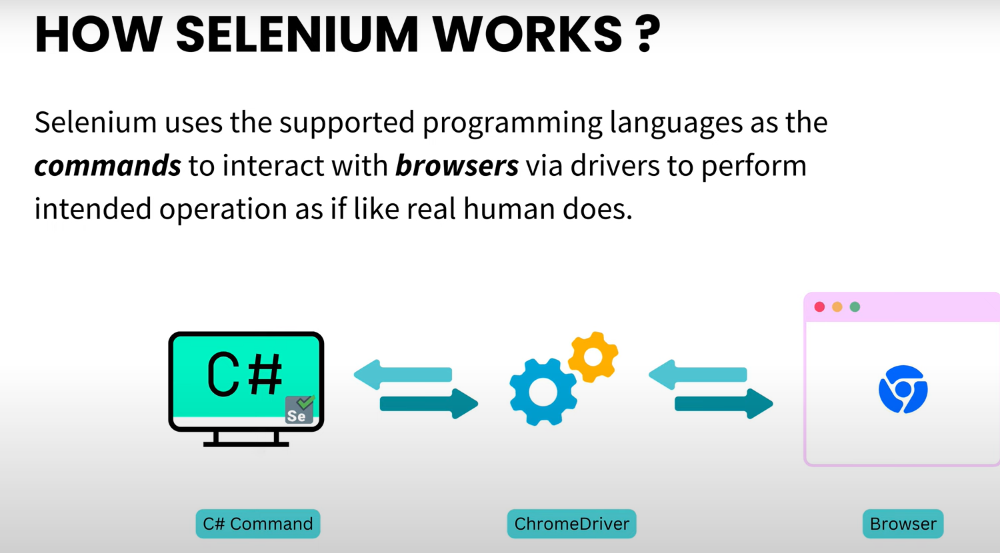 HOW SELENIUM WORKS ?
Selenium uses the supported programming languages as the
commands to interact with browsers via drivers to perform
intended operation as if like real human does.
C#
Se
C# Command
ChromeDriver
Browser